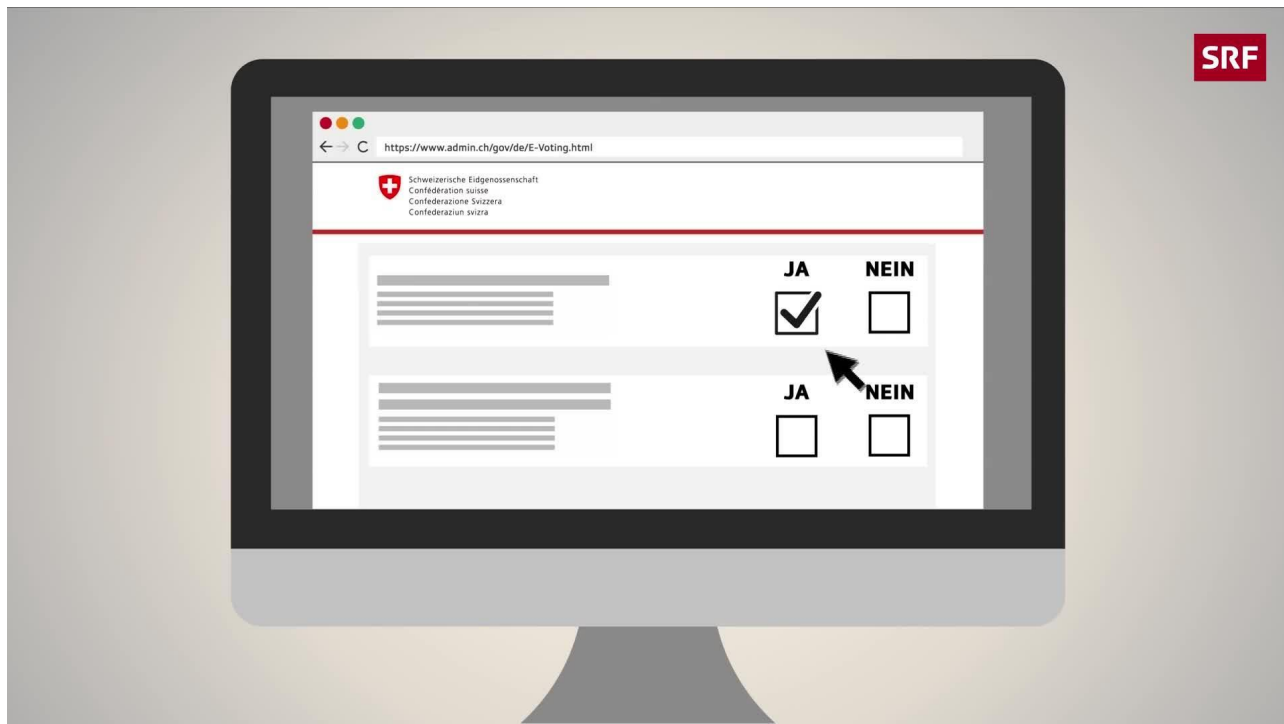 SRF
https://www.admin.ch/gov/de/E-Voting.html
Schweizerische Eidgenossenschaft
Confédération suisse
Confederazione Svizzera
Confederaziun svizra
JA NEIN
JA NEIN